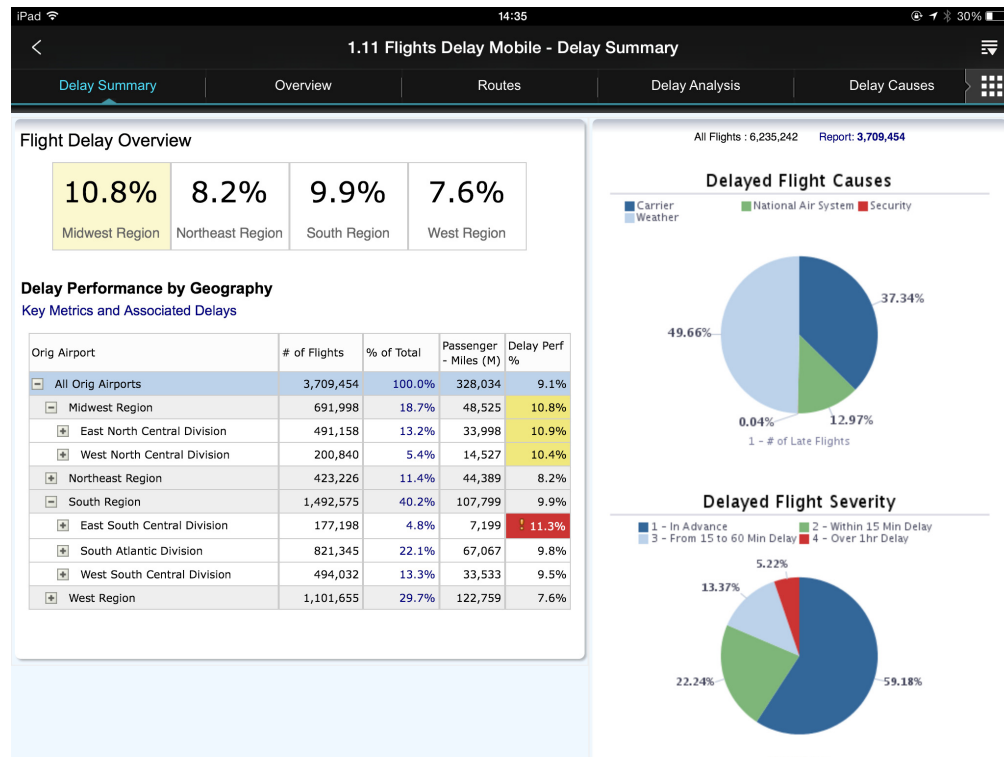 iPad 14:35 30%
1.11 Flights Delay Mobile - Delay Summary
Delay Summary Overview Routes Delay Analysis Delay Causes
Flight Delay Overview
10.8% 8.2% 9.9% 7.6%
Midwest Region Northeast Region South Region West Region
Delay Performance by Geography
Key Metrics and Associated Delays
Orig Airport # of Flights % of Total Passenger - Miles (M) Delay Perf %
All Orig Airports 3,709,454 100.0% 328,034 9.1%
Midwest Region 691,998 18.7% 48,525 10.8%
East North Central Division 491,158 13.2% 33,998 10.9%
West North Central Division 200,840 5.4% 14,527 10.4%
Northeast Region 423,226 11.4% 44,389 8.2%
South Region 1,492,575 40.2% 107,799 9.9%
East South Central Division 177,198 4.8% 7,199 ! 11.3%
South Atlantic Division 821,345 22.1% 67,067 9.8%
West South Central Division 494,032 13.3% 33,533 9.5%
West Region 1,101,655 29.7% 122,759 7.6%
All Flights : 6,235,242 Report: 3,709,454
Delayed Flight Causes
Carrier National Air System Security
Weather
37.34%
49.66%
0.04% 12.97%
1 - # of Late Flights
Delayed Flight Severity
1 - In Advance 2 - Within 15 Min Delay
3 - From 15 to 60 Min Delay 4 - Over 1hr Delay
5.22%
13.37%
22.24% 59.18%